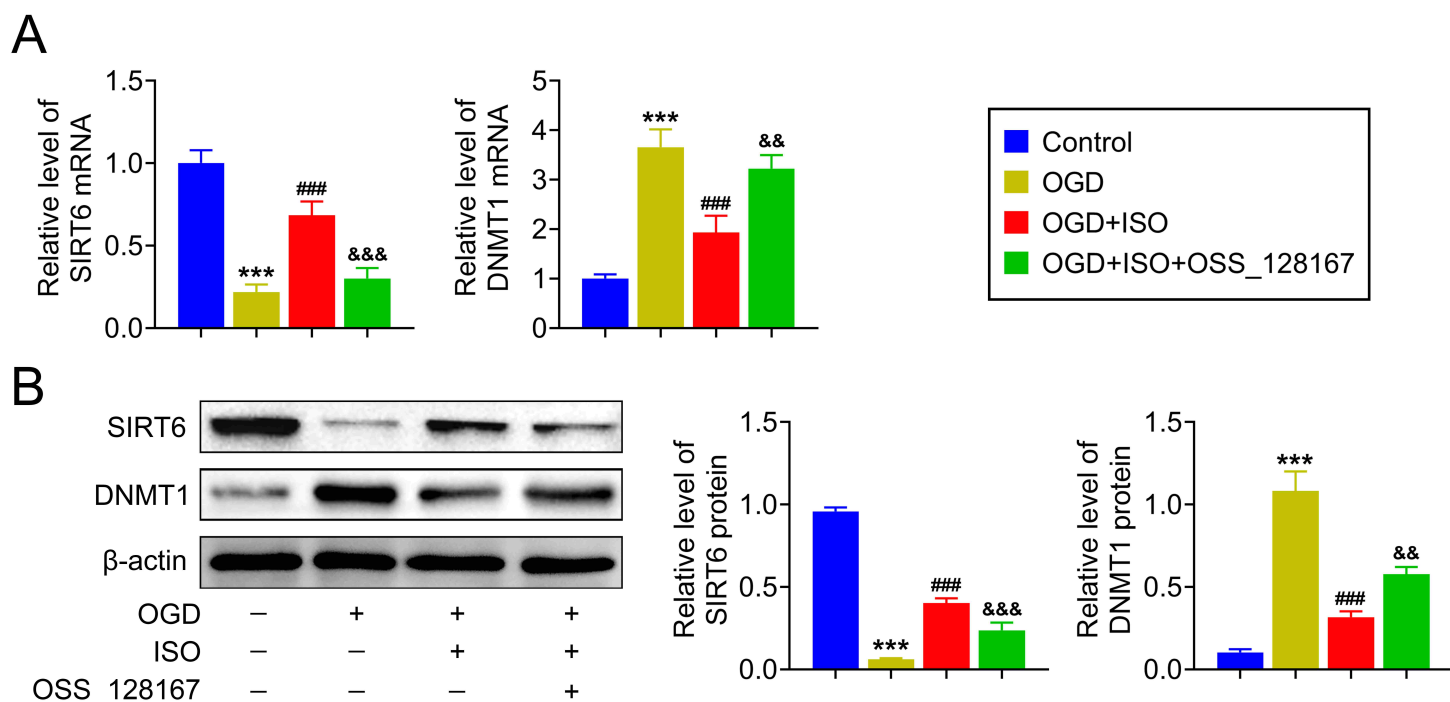 A
Relative level of
SIRT6 mRNA
1.5
1.0
0.5
0.0
***
###
&&&
Relative level of
DNMT1 mRNA
5
4
3
2
1
0
***
###
&&
Control
OGD
OGD+ISO
OGD+ISO+OSS_128167
B
SIRT6
DNMT1
β-actin
OGD – + + +
ISO – – + +
OSS 128167 – – – +
Relative level of
SIRT6 protein
1.5
1.0
0.5
0.0
***
###
&&&
Relative level of
DNMT1 protein
1.5
1.0
0.5
0.0
***
###
&&